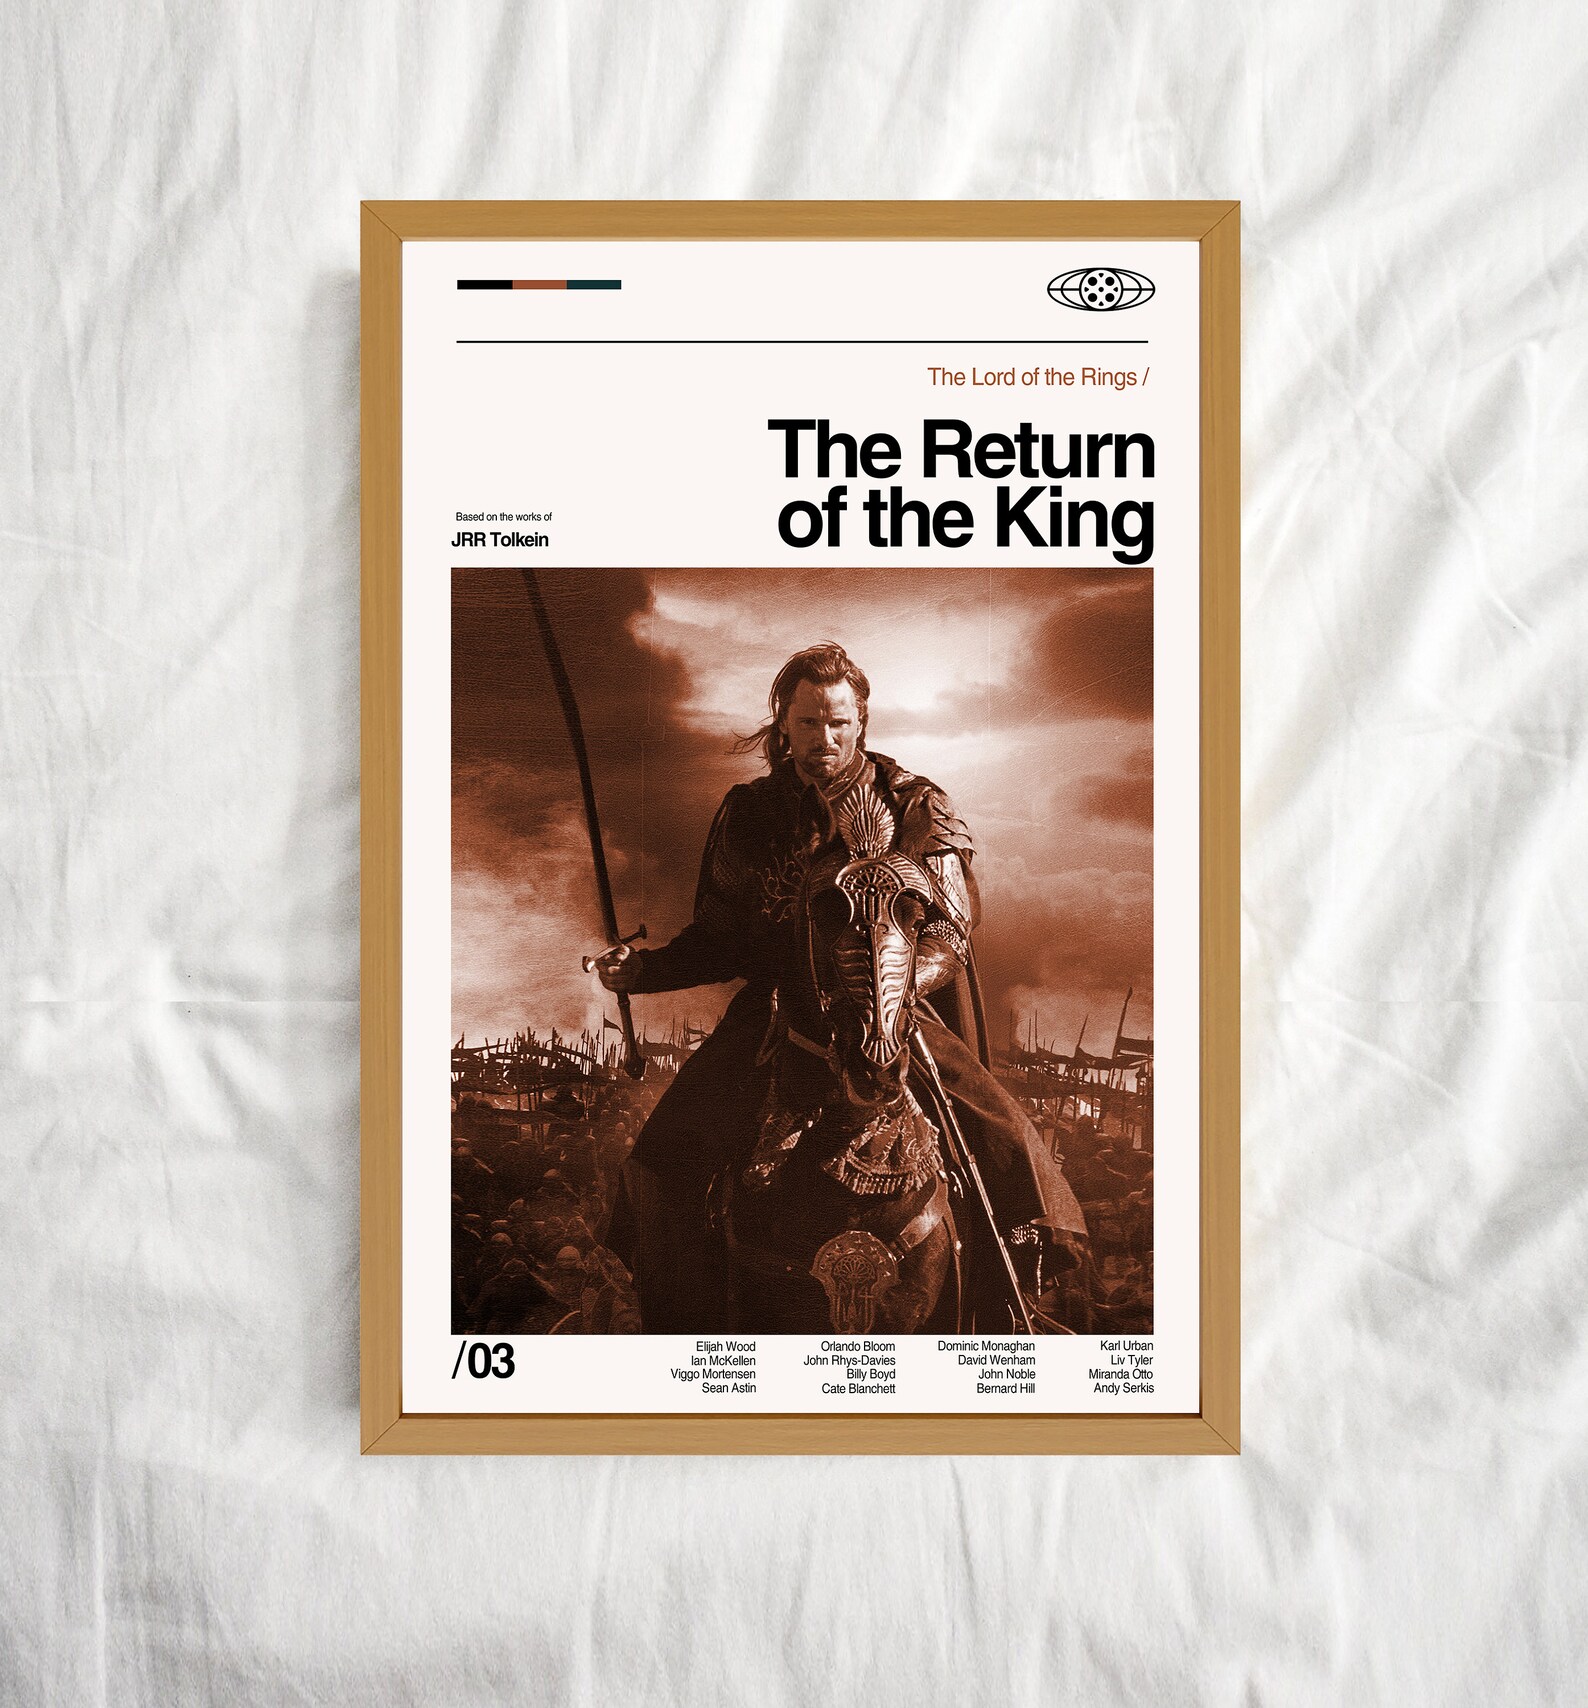 The Lord of the Rings /
The Return
of the King
Based on the works of
JRR Tolkein
/03
Elijah Wood
Ian McKellen
Viggo Mortensen
Sean Astin
Orlando Bloom
John Rhys-Davies
Billy Boyd
Cate Blanchett
Dominic Monaghan
David Wenham
John Noble
Bernard Hill
Karl Urban
Liv Tyler
Miranda Otto
Andy Serkis